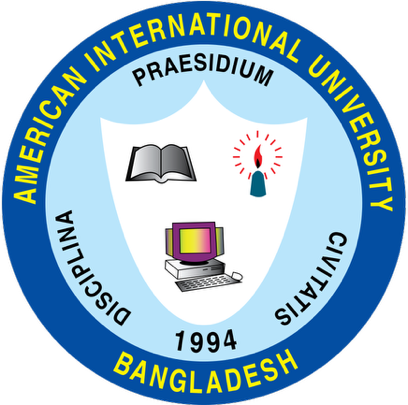 AMERICAN INTERNATIONAL UNIVERSITY
PRAESIDIUM
DISCIPLINA
CIVITATIS
1994
BANGLADESH